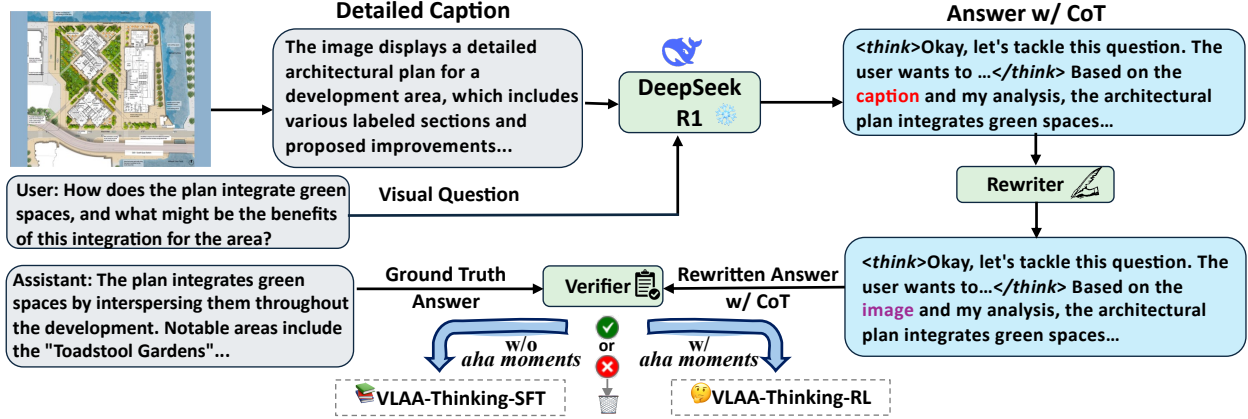 Detailed Caption
The image displays a detailed
architectural plan for a
development area, which includes
various labeled sections and
proposed improvements...
DeepSeek
R1
Answer w/ CoT
<think>Okay, let's tackle this question. The
user wants to …</think> Based on the
caption and my analysis, the architectural
plan integrates green spaces…
Rewriter
User: How does the plan integrate green
spaces, and what might be the benefits
of this integration for the area?
Visual Question
Assistant: The plan integrates green
spaces by interspersing them throughout
the development. Notable areas include
the "Toadstool Gardens"...
Ground Truth
Answer
Verifier
Rewritten Answer
w/ CoT
<think>Okay, let's tackle this question. The
user wants to…</think> Based on the
image and my analysis, the architectural
plan integrates green spaces…
w/o
aha moments
or
w/
aha moments
VLAA-Thinking-SFT
VLAA-Thinking-RL